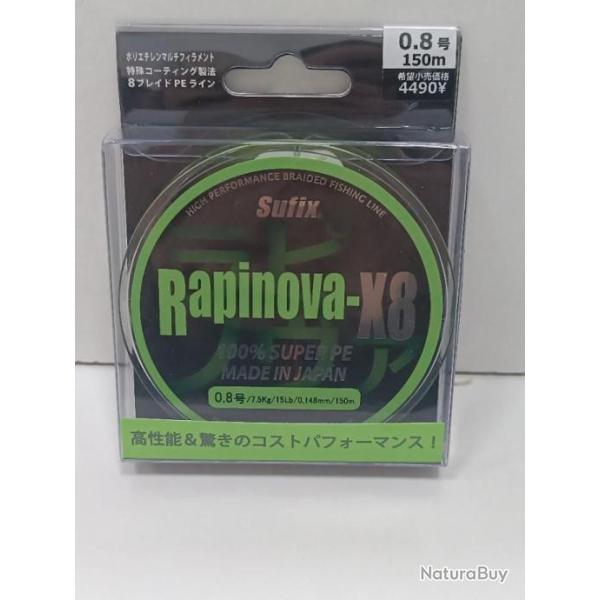 ポリエチレンマルチフィラメント
特殊コーティング製法
8ブレイドPEライン
0.8号
150m
希望小売価格
4490¥
HIGH PERFORMANCE BRAIDED FISHING LINE
Sufix
Rapinova-X8
100% SUPER PE
MADE IN JAPAN
0.8号/7.5Kg/15Lb/0.148mm/150m
高性能&驚きのコストパフォーマンス!
NaturaBuy